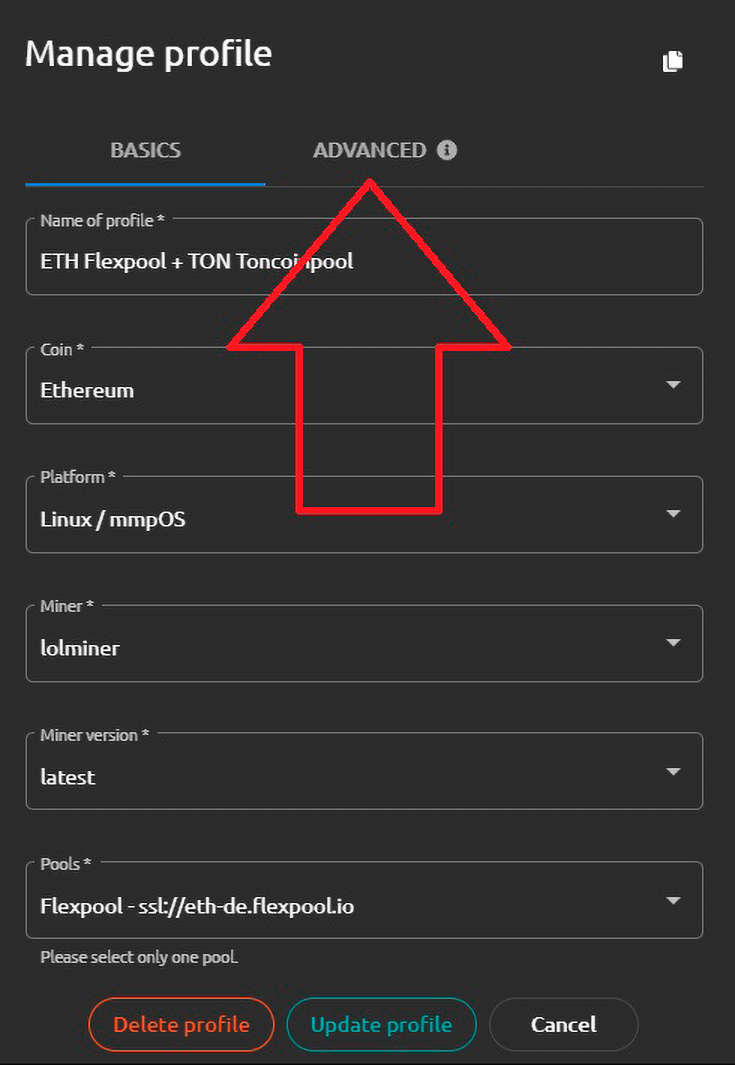 Manage profile
BASICS
ADVANCED
Name of profile *
ETH Flexpool + TON Toncoinpool
Coin *
Ethereum
Platform *
Linux / mmpOS
Miner *
lolminer
Miner version *
latest
Pools *
Flexpool - ssl://eth-de.flexpool.io
Please select only one pool.
Delete profile
Update profile
Cancel